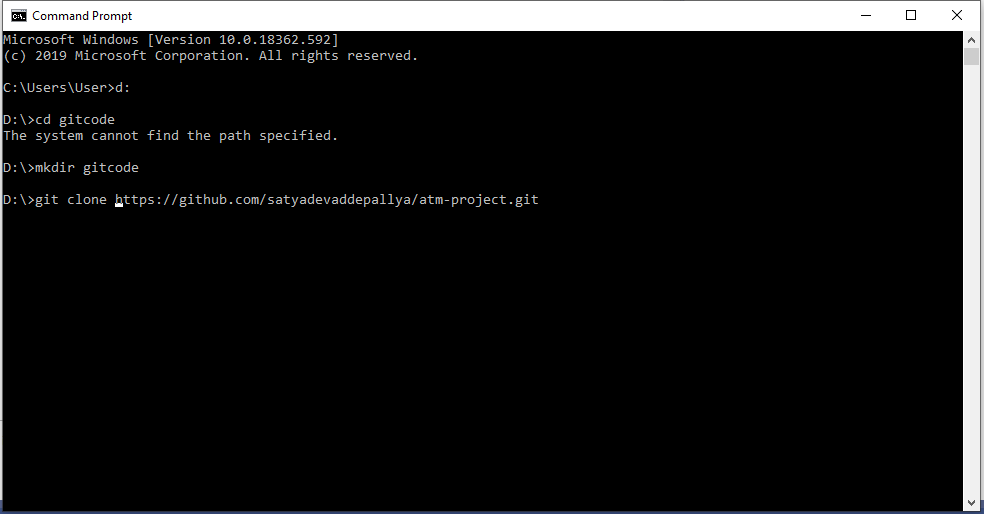 Command Prompt
Microsoft Windows [Version 10.0.18362.592]
(c) 2019 Microsoft Corporation. All rights reserved.
C:\Users\User>d:
D:\>cd gitcode
The system cannot find the path specified.
D:\>mkdir gitcode
D:\>git clone https://github.com/satyadevaddepallya/atm-project.git